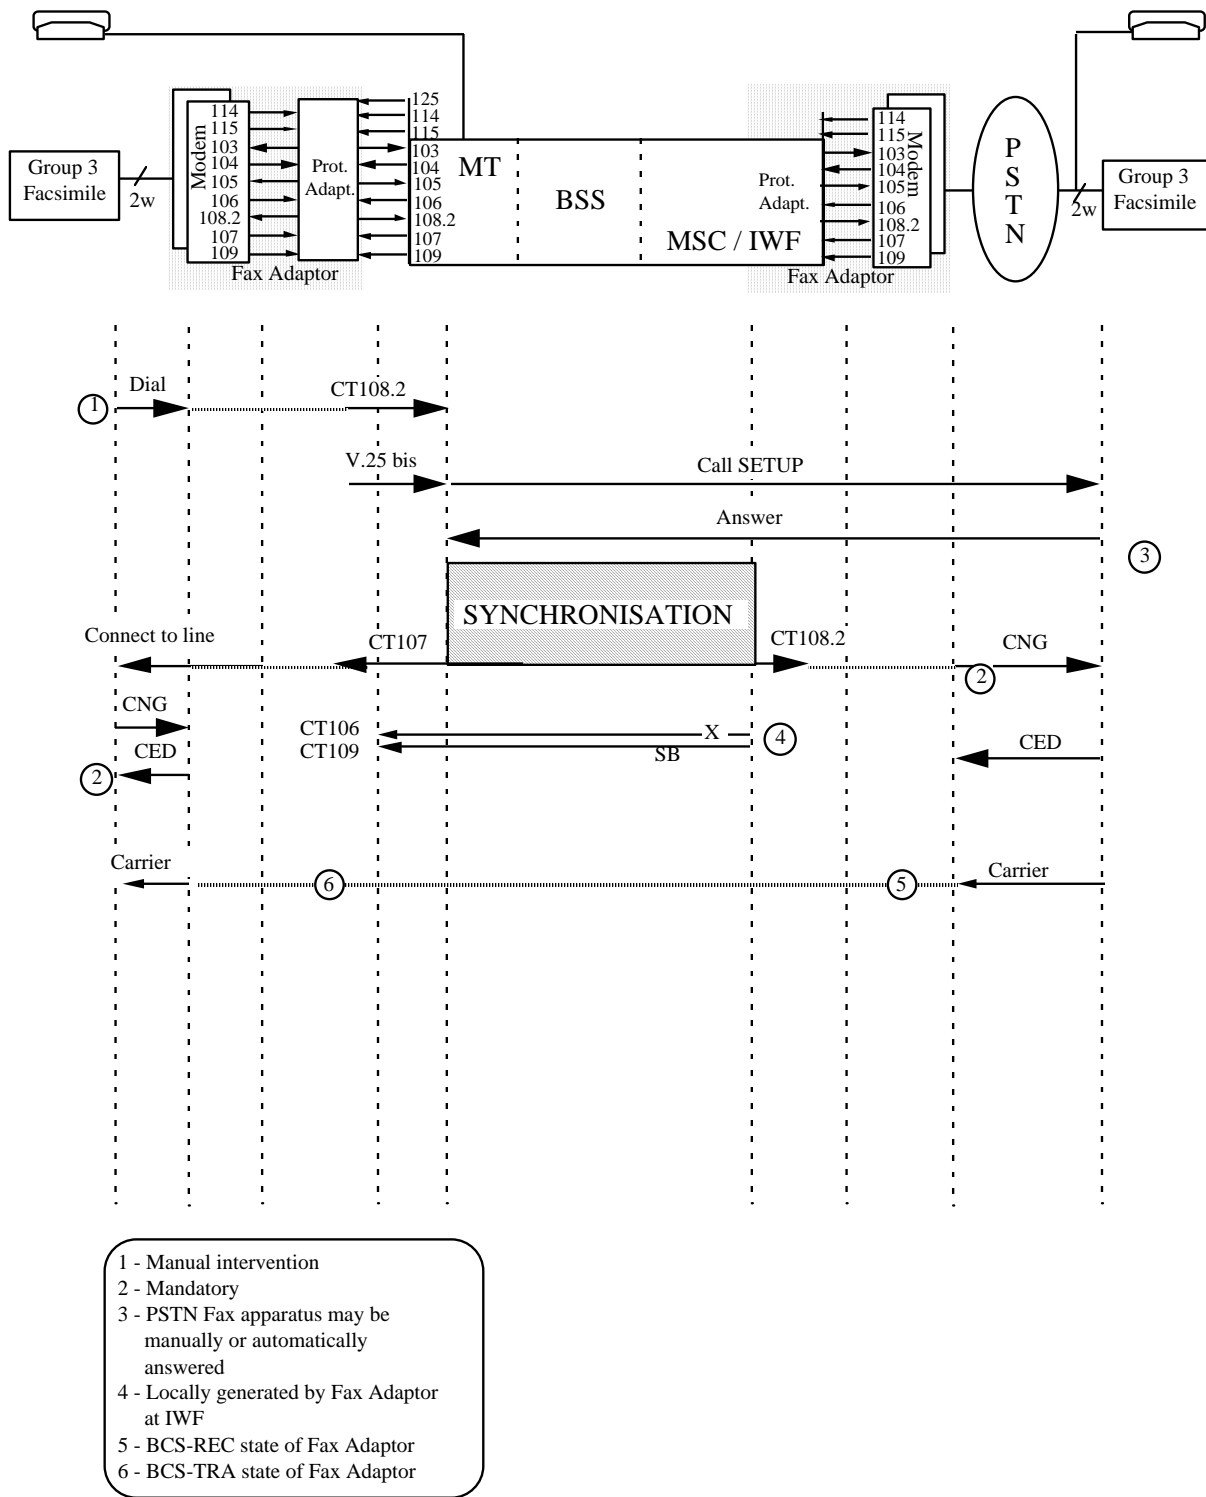 114
115
103
104
105
106
108.2
107
109
Modem
Group 3
Facsimile
2w
Fax Adaptor
Prot.
Adapt.
125
114
115
103
104
105
106
108.2
107
109
MT
BSS
MSC / IWF
Prot.
Adapt.
Fax Adaptor
114
115
103
104
105
106
108.2
107
109
Modem
P
S
T
N
2w
Group 3
Facsimile
1
Dial
CT108.2
V.25 bis
Call SETUP
Answer
3
SYNCHRONISATION
Connect to line
CT107
CT108.2
CNG
2
CNG
CT106
X
4
CT109
SB
CED
2
CED
Carrier
6
5
Carrier
1 - Manual intervention
2 - Mandatory
3 - PSTN Fax apparatus may be
manually or automatically
answered
4 - Locally generated by Fax Adaptor
at IWF
5 - BCS-REC state of Fax Adaptor
6 - BCS-TRA state of Fax Adaptor